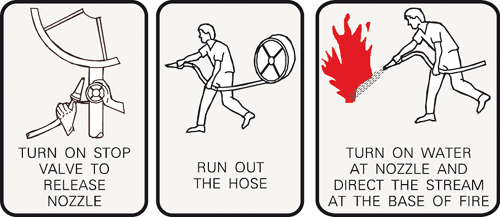 TURN ON STOP
VALVE TO
RELEASE
NOZZLE
RUN OUT
THE HOSE
TURN ON WATER
AT NOZZLE AND
DIRECT THE STREAM
AT THE BASE OF FIRE